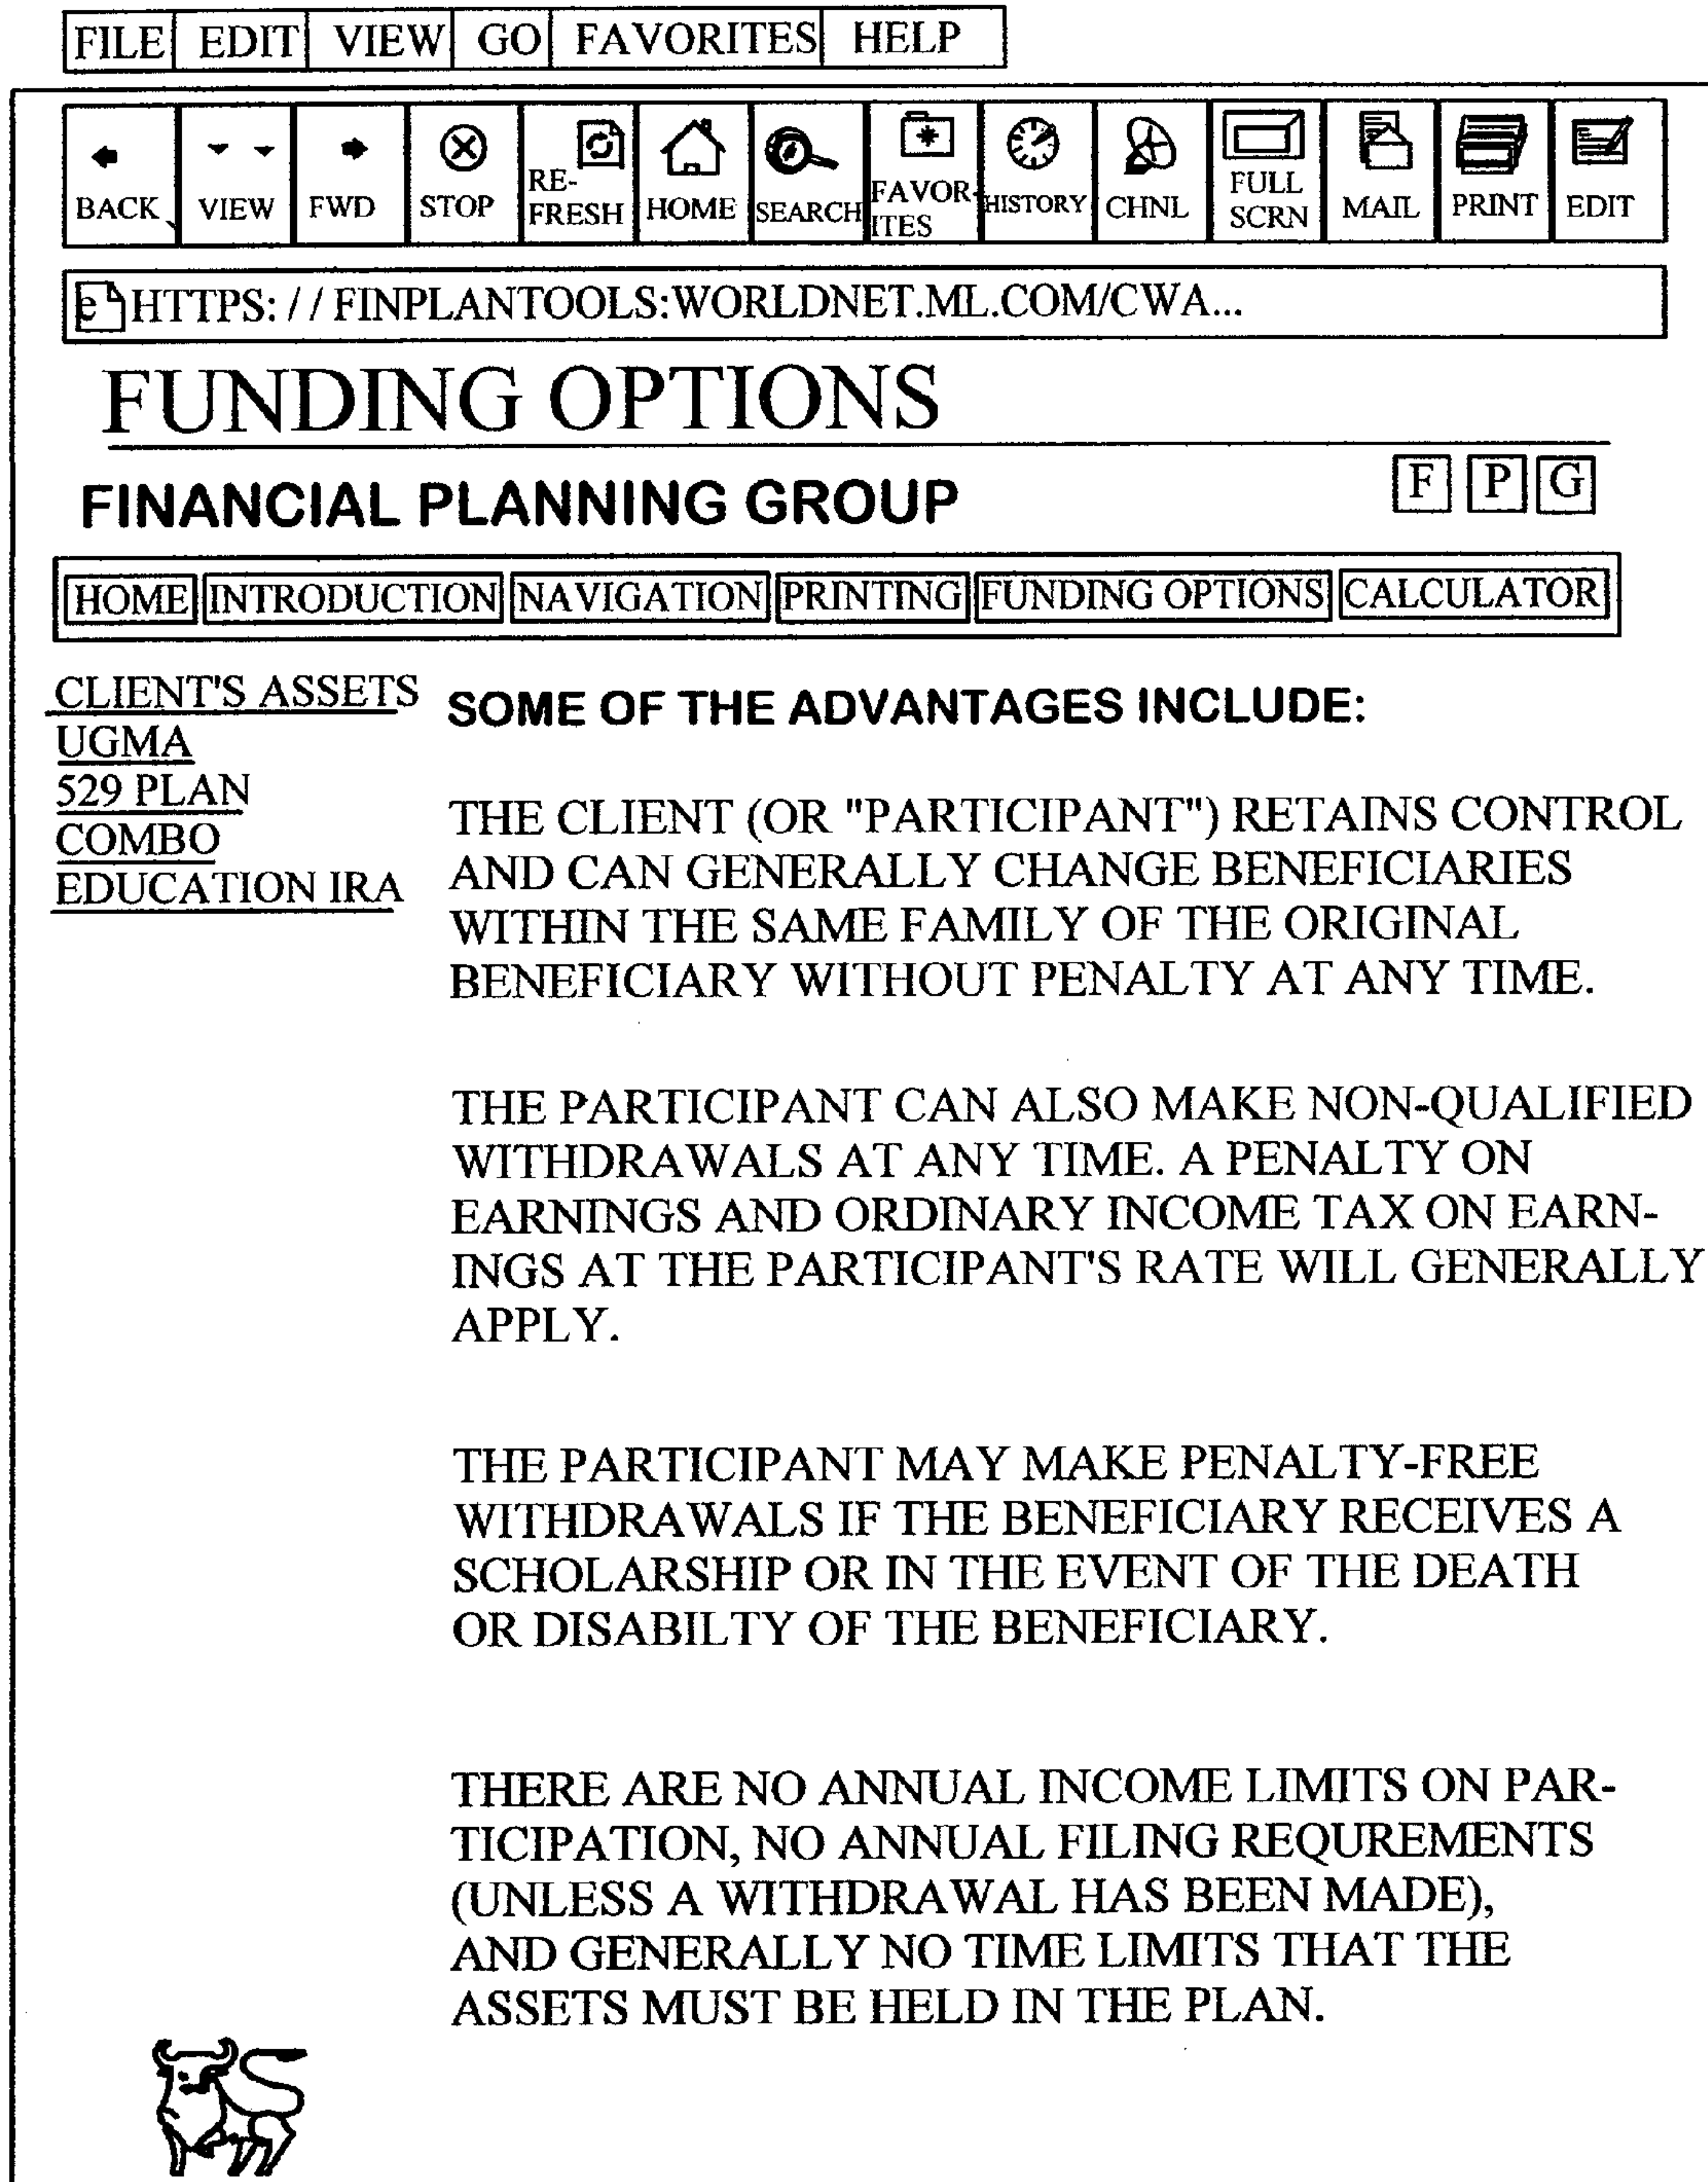 FILE EDIT VIEW GO FAVORITES HELP
BACK VIEW FWD STOP RE-FRESH HOME SEARCH FAVOR-ITES HISTORY CHNL FULL SCRN MAIL PRINT EDIT
HTTPS: / / FINPLANTOOLS:WORLDNET.ML.COM/CWA...
FUNDING OPTIONS
FINANCIAL PLANNING GROUP F P G
HOME INTRODUCTION NAVIGATION PRINTING FUNDING OPTIONS CALCULATOR
CLIENT'S ASSETS
UGMA
529 PLAN
COMBO
EDUCATION IRA
SOME OF THE ADVANTAGES INCLUDE:
THE CLIENT (OR "PARTICIPANT") RETAINS CONTROL
AND CAN GENERALLY CHANGE BENEFICIARIES
WITHIN THE SAME FAMILY OF THE ORIGINAL
BENEFICIARY WITHOUT PENALTY AT ANY TIME.
THE PARTICIPANT CAN ALSO MAKE NON-QUALIFIED
WITHDRAWALS AT ANY TIME. A PENALTY ON
EARNINGS AND ORDINARY INCOME TAX ON EARN-
INGS AT THE PARTICIPANT'S RATE WILL GENERALLY
APPLY.
THE PARTICIPANT MAY MAKE PENALTY-FREE
WITHDRAWALS IF THE BENEFICIARY RECEIVES A
SCHOLARSHIP OR IN THE EVENT OF THE DEATH
OR DISABILTY OF THE BENEFICIARY.
THERE ARE NO ANNUAL INCOME LIMITS ON PAR-
TICIPATION, NO ANNUAL FILING REQUREMENTS
(UNLESS A WITHDRAWAL HAS BEEN MADE),
AND GENERALLY NO TIME LIMITS THAT THE
ASSETS MUST BE HELD IN THE PLAN.